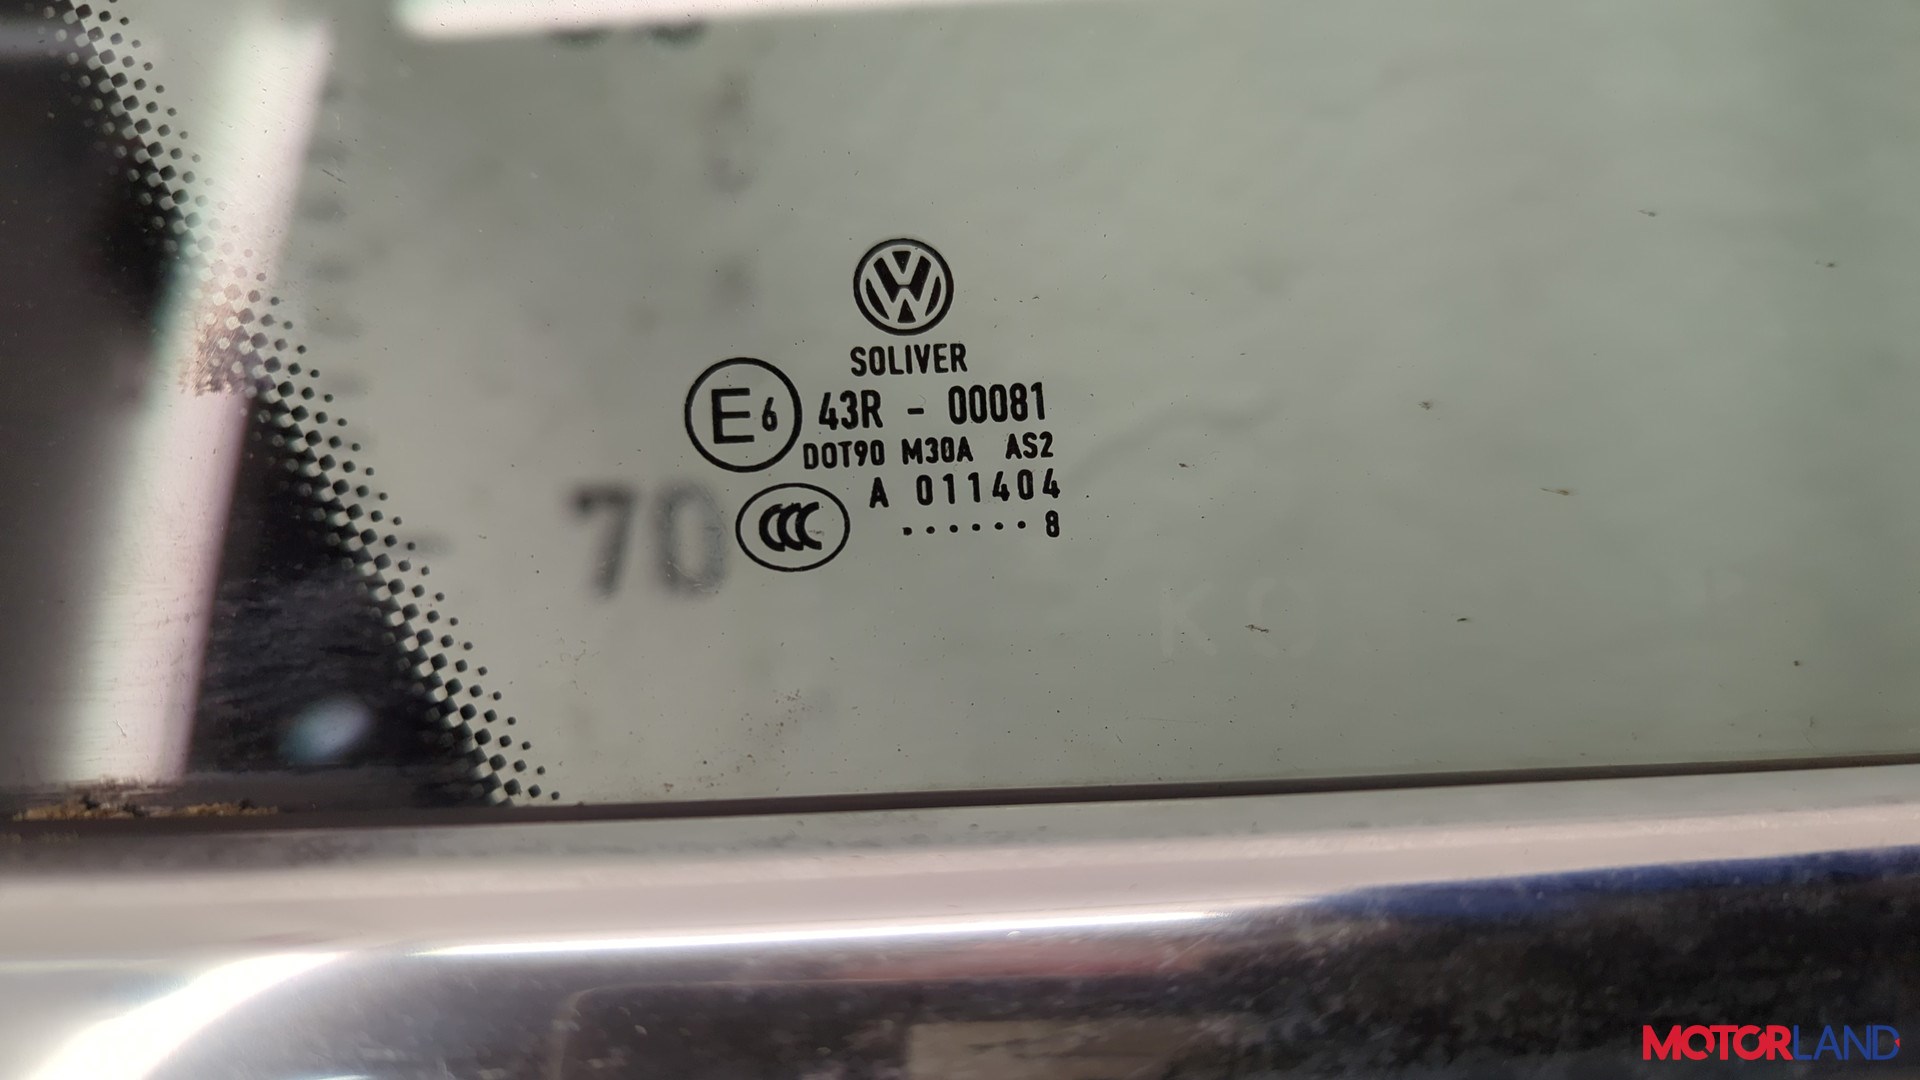 SOLIVER
E6 43R - 00081
DOT90 M30A AS2
A 011404
CCC ...... 8
70
MOTORLAND